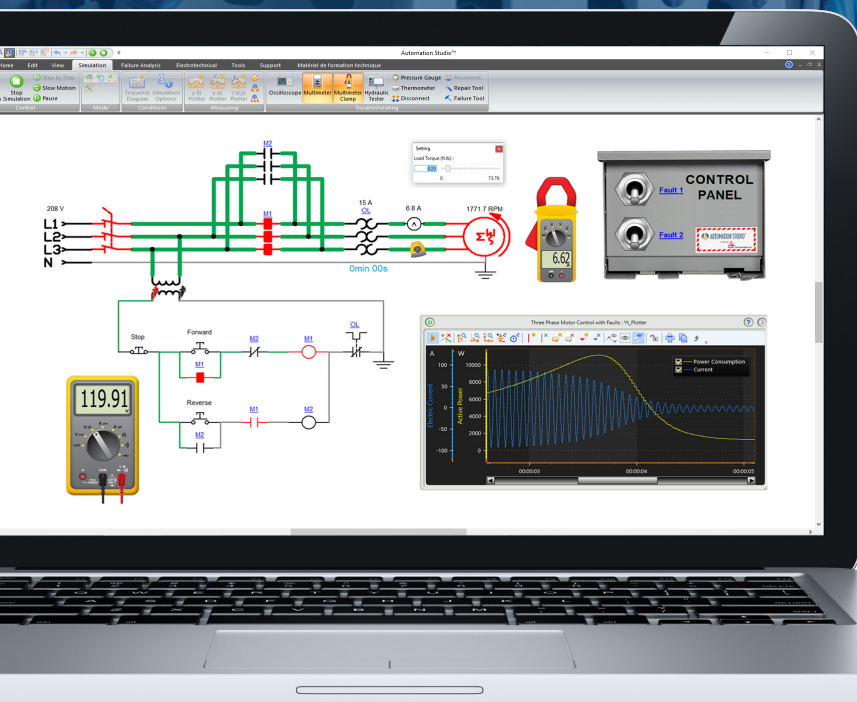 Automation Studio™
Home Edit View Simulation Failure Analysis Electrotechnical Tools Support Matériel de formation technique
Stop
Simulation
Step by Step
Slow Motion
Pause
Sequence
Diagram
Simulation
Options
y (t)
Plotter
y (x)
Plotter
Plotter
Oscilloscope
Multimeter
Multimeter
Clamp
Hydraulic
Tester
Pressure Gauge
Thermometer
Disconnect
Reconnect
Repair Tool
Failure Tool
Control
Mode
Conditions
Measuring
Troubleshooting
M2
Setting
Load Torque (ft.lb) :
0
73.76
208 V
L1
L2
L3
N
M1
15 A
OL
6.8 A
1771.7 RPM
0min 00s
6.62
A
CONTROL
PANEL
Fault 1
Fault 2
AUTOMATION STUDIO
Stop
Forward
M2
M1
OL
M1
Reverse
M1
M2
M2
119.91
V
Three Phase Motor Control with Faults : Yt_Plotter
A
W
Electric Current
Active Power
100
50
0
-50
-100
10000
8000
6000
4000
2000
0
Power Consumption
Current
00:00:03
00:00:04
00:00:05